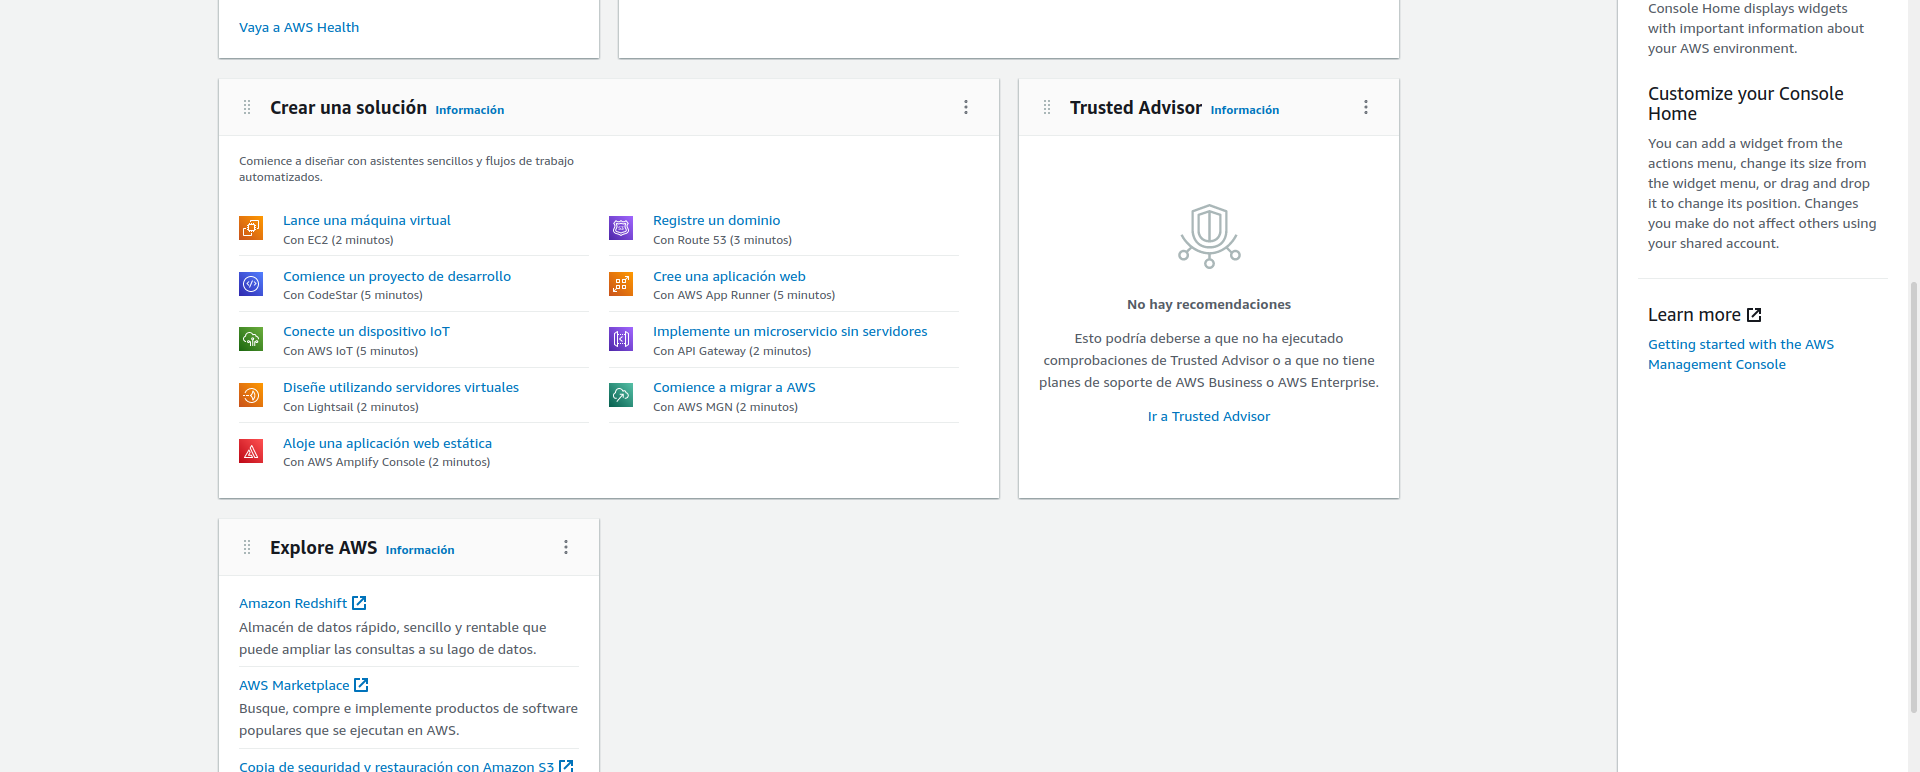 Vaya a AWS Health
Crear una solución Información
Comience a diseñar con asistentes sencillos y flujos de trabajo
automatizados.
Lance una máquina virtual
Con EC2 (2 minutos)
Comience un proyecto de desarrollo
Con CodeStar (5 minutos)
Conecte un dispositivo IoT
Con AWS IoT (5 minutos)
Diseñe utilizando servidores virtuales
Con Lightsail (2 minutos)
Aloje una aplicación web estática
Con AWS Amplify Console (2 minutos)
Registre un dominio
Con Route 53 (3 minutos)
Cree una aplicación web
Con AWS App Runner (5 minutos)
Implemente un microservicio sin servidores
Con API Gateway (2 minutos)
Comience a migrar a AWS
Con AWS MGN (2 minutos)
Trusted Advisor Información
No hay recomendaciones
Esto podría deberse a que no ha ejecutado
comprobaciones de Trusted Advisor o a que no tiene
planes de soporte de AWS Business o AWS Enterprise.
Ir a Trusted Advisor
Explore AWS Información
Amazon Redshift
Almacén de datos rápido, sencillo y rentable que
puede ampliar las consultas a su lago de datos.
AWS Marketplace
Busque, compre e implemente productos de software
populares que se ejecutan en AWS.
Copia de seguridad y restauración con Amazon S3
Console Home displays widgets
with important information about
your AWS environment.
Customize your Console
Home
You can add a widget from the
actions menu, change its size from
the widget menu, or drag and drop
it to change its position. Changes
you make do not affect others using
your shared account.
Learn more
Getting started with the AWS
Management Console